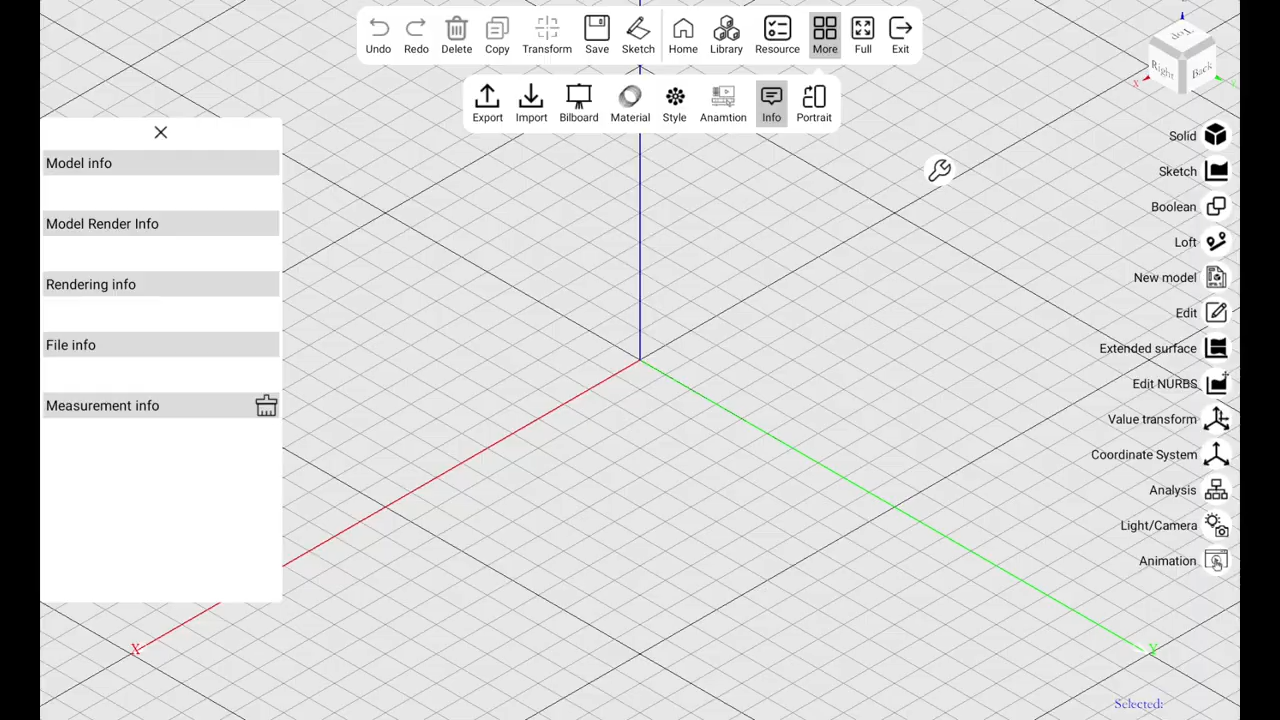 Undo Redo Delete Copy Transform Save Sketch Home Library Resource More Full Exit
Export Import Bilboard Material Style Anamtion Info Portrait
Top
Right
Back
X
Model info
Model Render Info
Rendering info
File info
Measurement info
Solid
Sketch
Boolean
Loft
New model
Edit
Extended surface
Edit NURBS
Value transform
Coordinate System
Analysis
Light/Camera
Animation
X
Y
Selected: